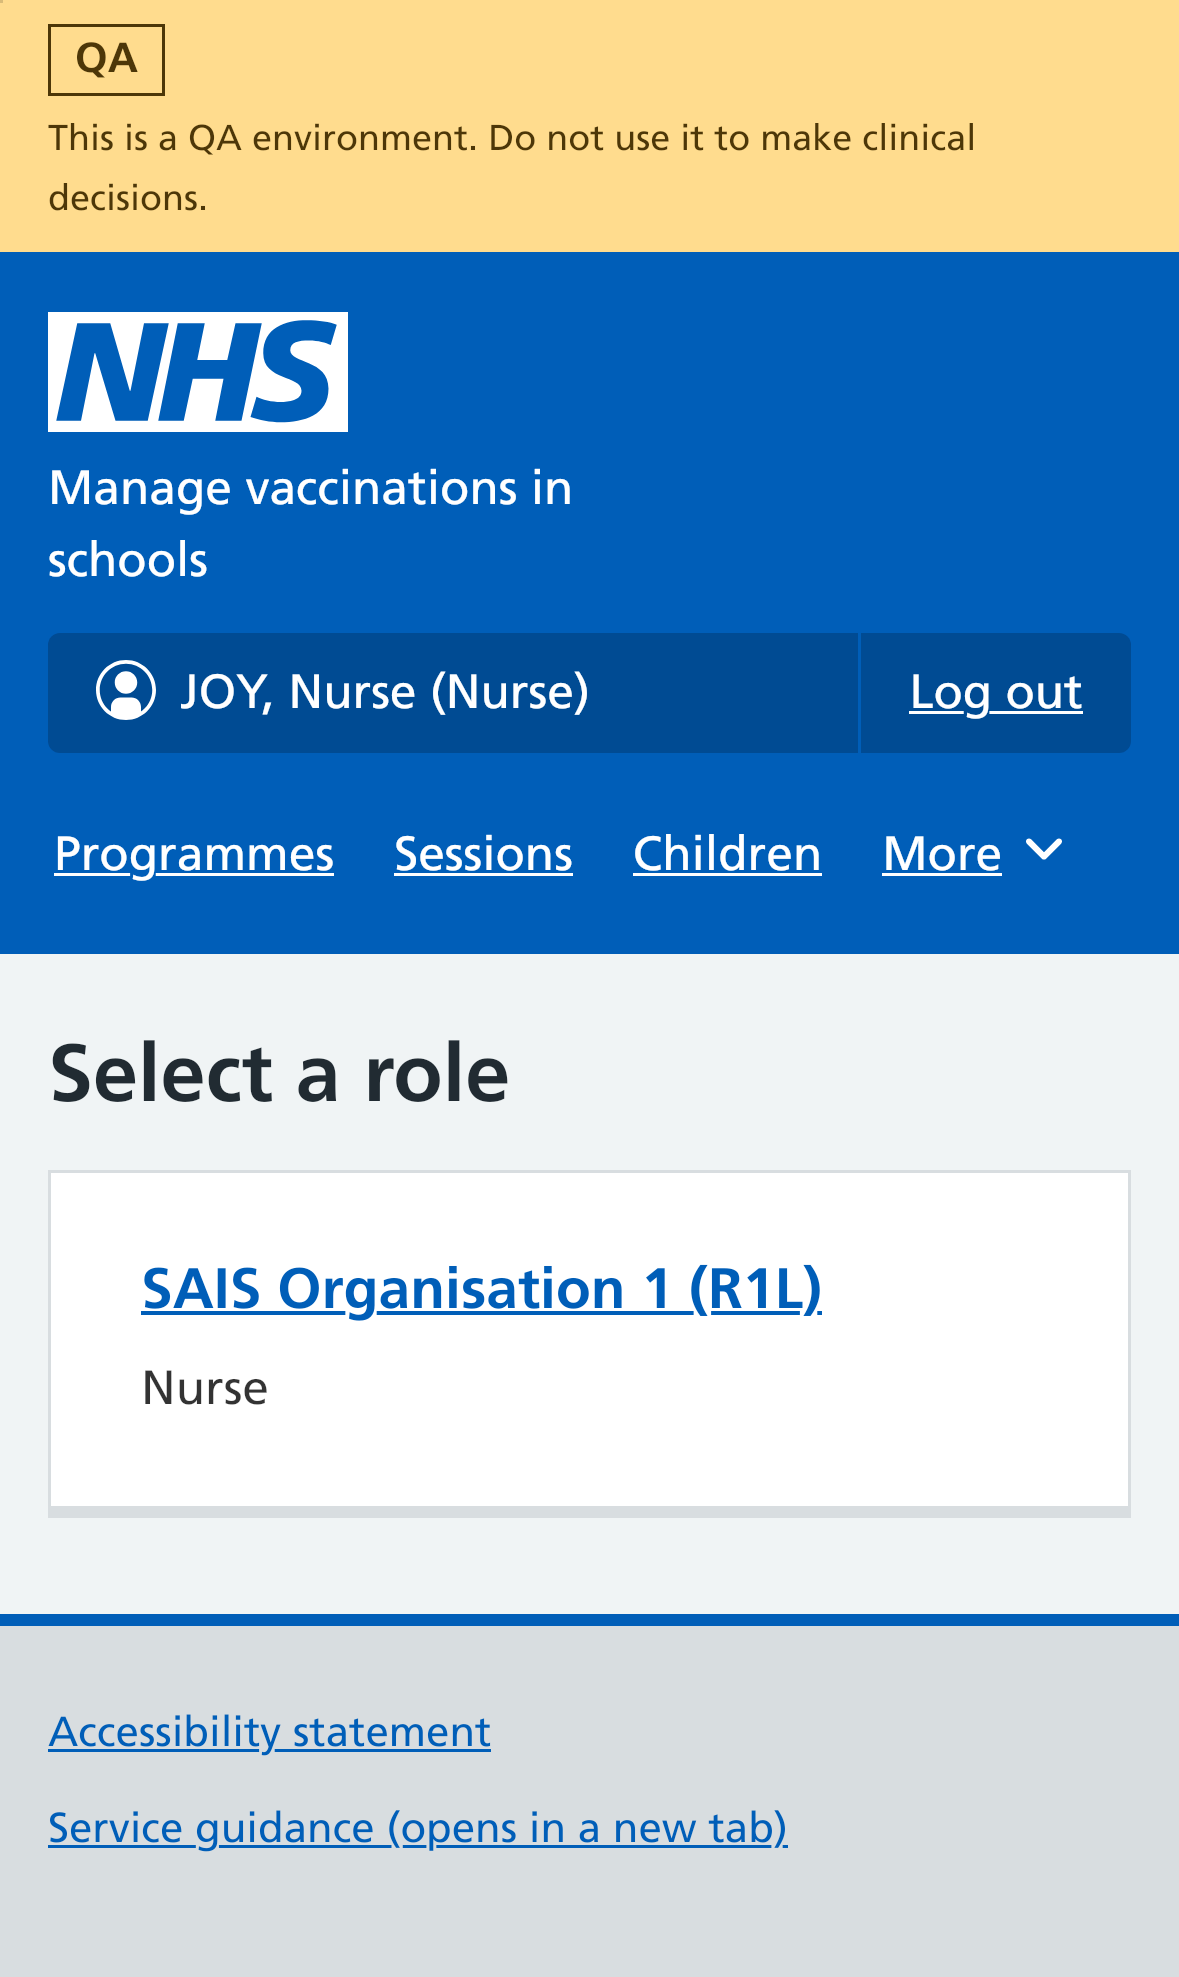 QA
This is a QA environment. Do not use it to make clinical
decisions.
NHS
Manage vaccinations in
schools
JOY, Nurse (Nurse)
Log out
Programmes Sessions Children More
Select a role
SAIS Organisation 1 (R1L)
Nurse
Accessibility statement
Service guidance (opens in a new tab)